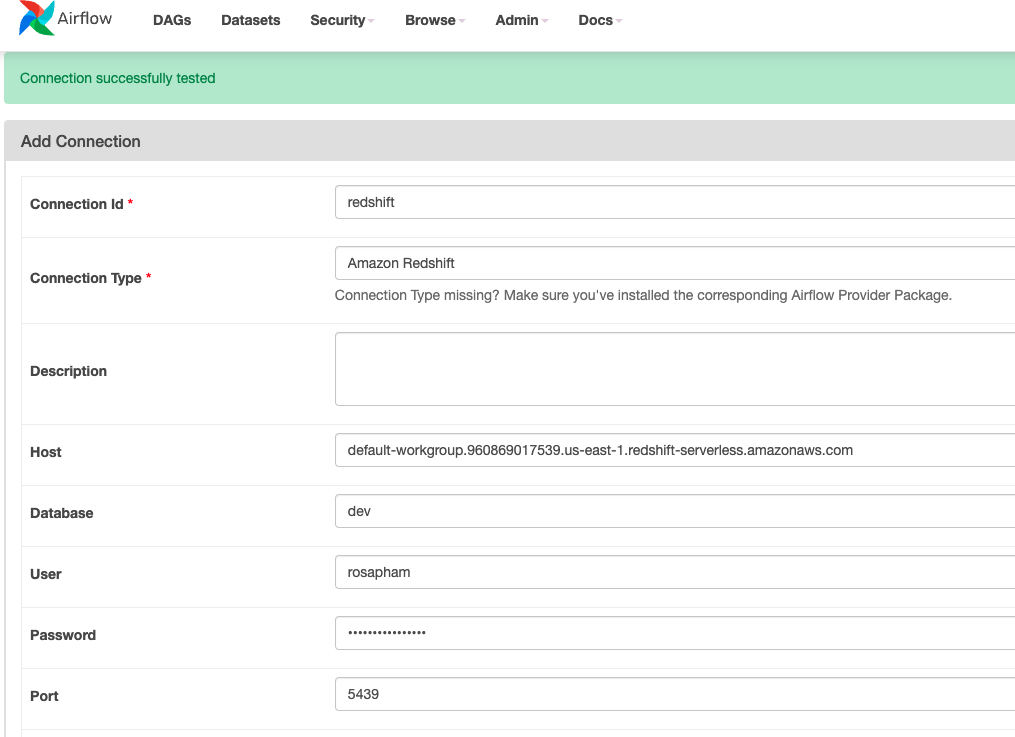 Airflow DAGs Datasets Security Browse Admin Docs
Connection successfully tested
Add Connection
Connection Id * redshift
Connection Type * Amazon Redshift
Connection Type missing? Make sure you've installed the corresponding Airflow Provider Package.
Description
Host default-workgroup.960869017539.us-east-1.redshift-serverless.amazonaws.com
Database dev
User rosapham
Password ••••••••••••••••
Port 5439